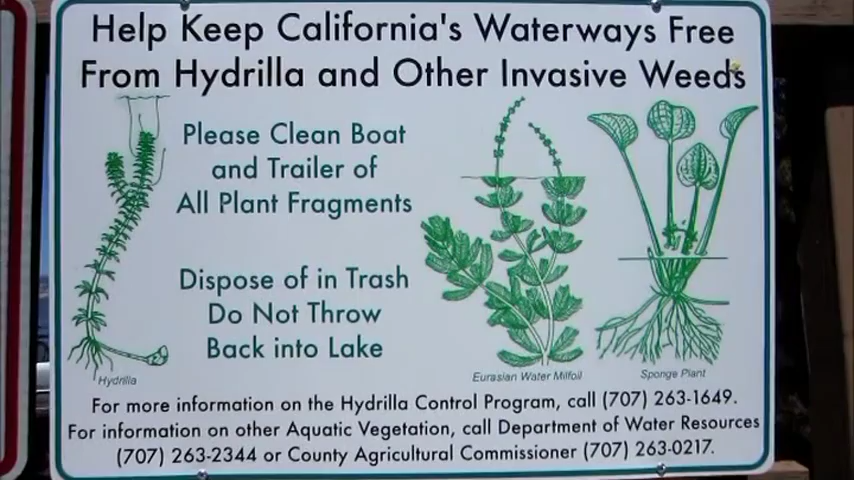 Help Keep California's Waterways Free
From Hydrilla and Other Invasive Weeds
Please Clean Boat
and Trailer of
All Plant Fragments
Dispose of in Trash
Do Not Throw
Back into Lake
Hydrilla
Eurasian Water Milfoil
Sponge Plant
For more information on the Hydrilla Control Program, call (707) 263-1649.
For information on other Aquatic Vegetation, call Department of Water Resources
(707) 263-2344 or County Agricultural Commissioner (707) 263-0217.